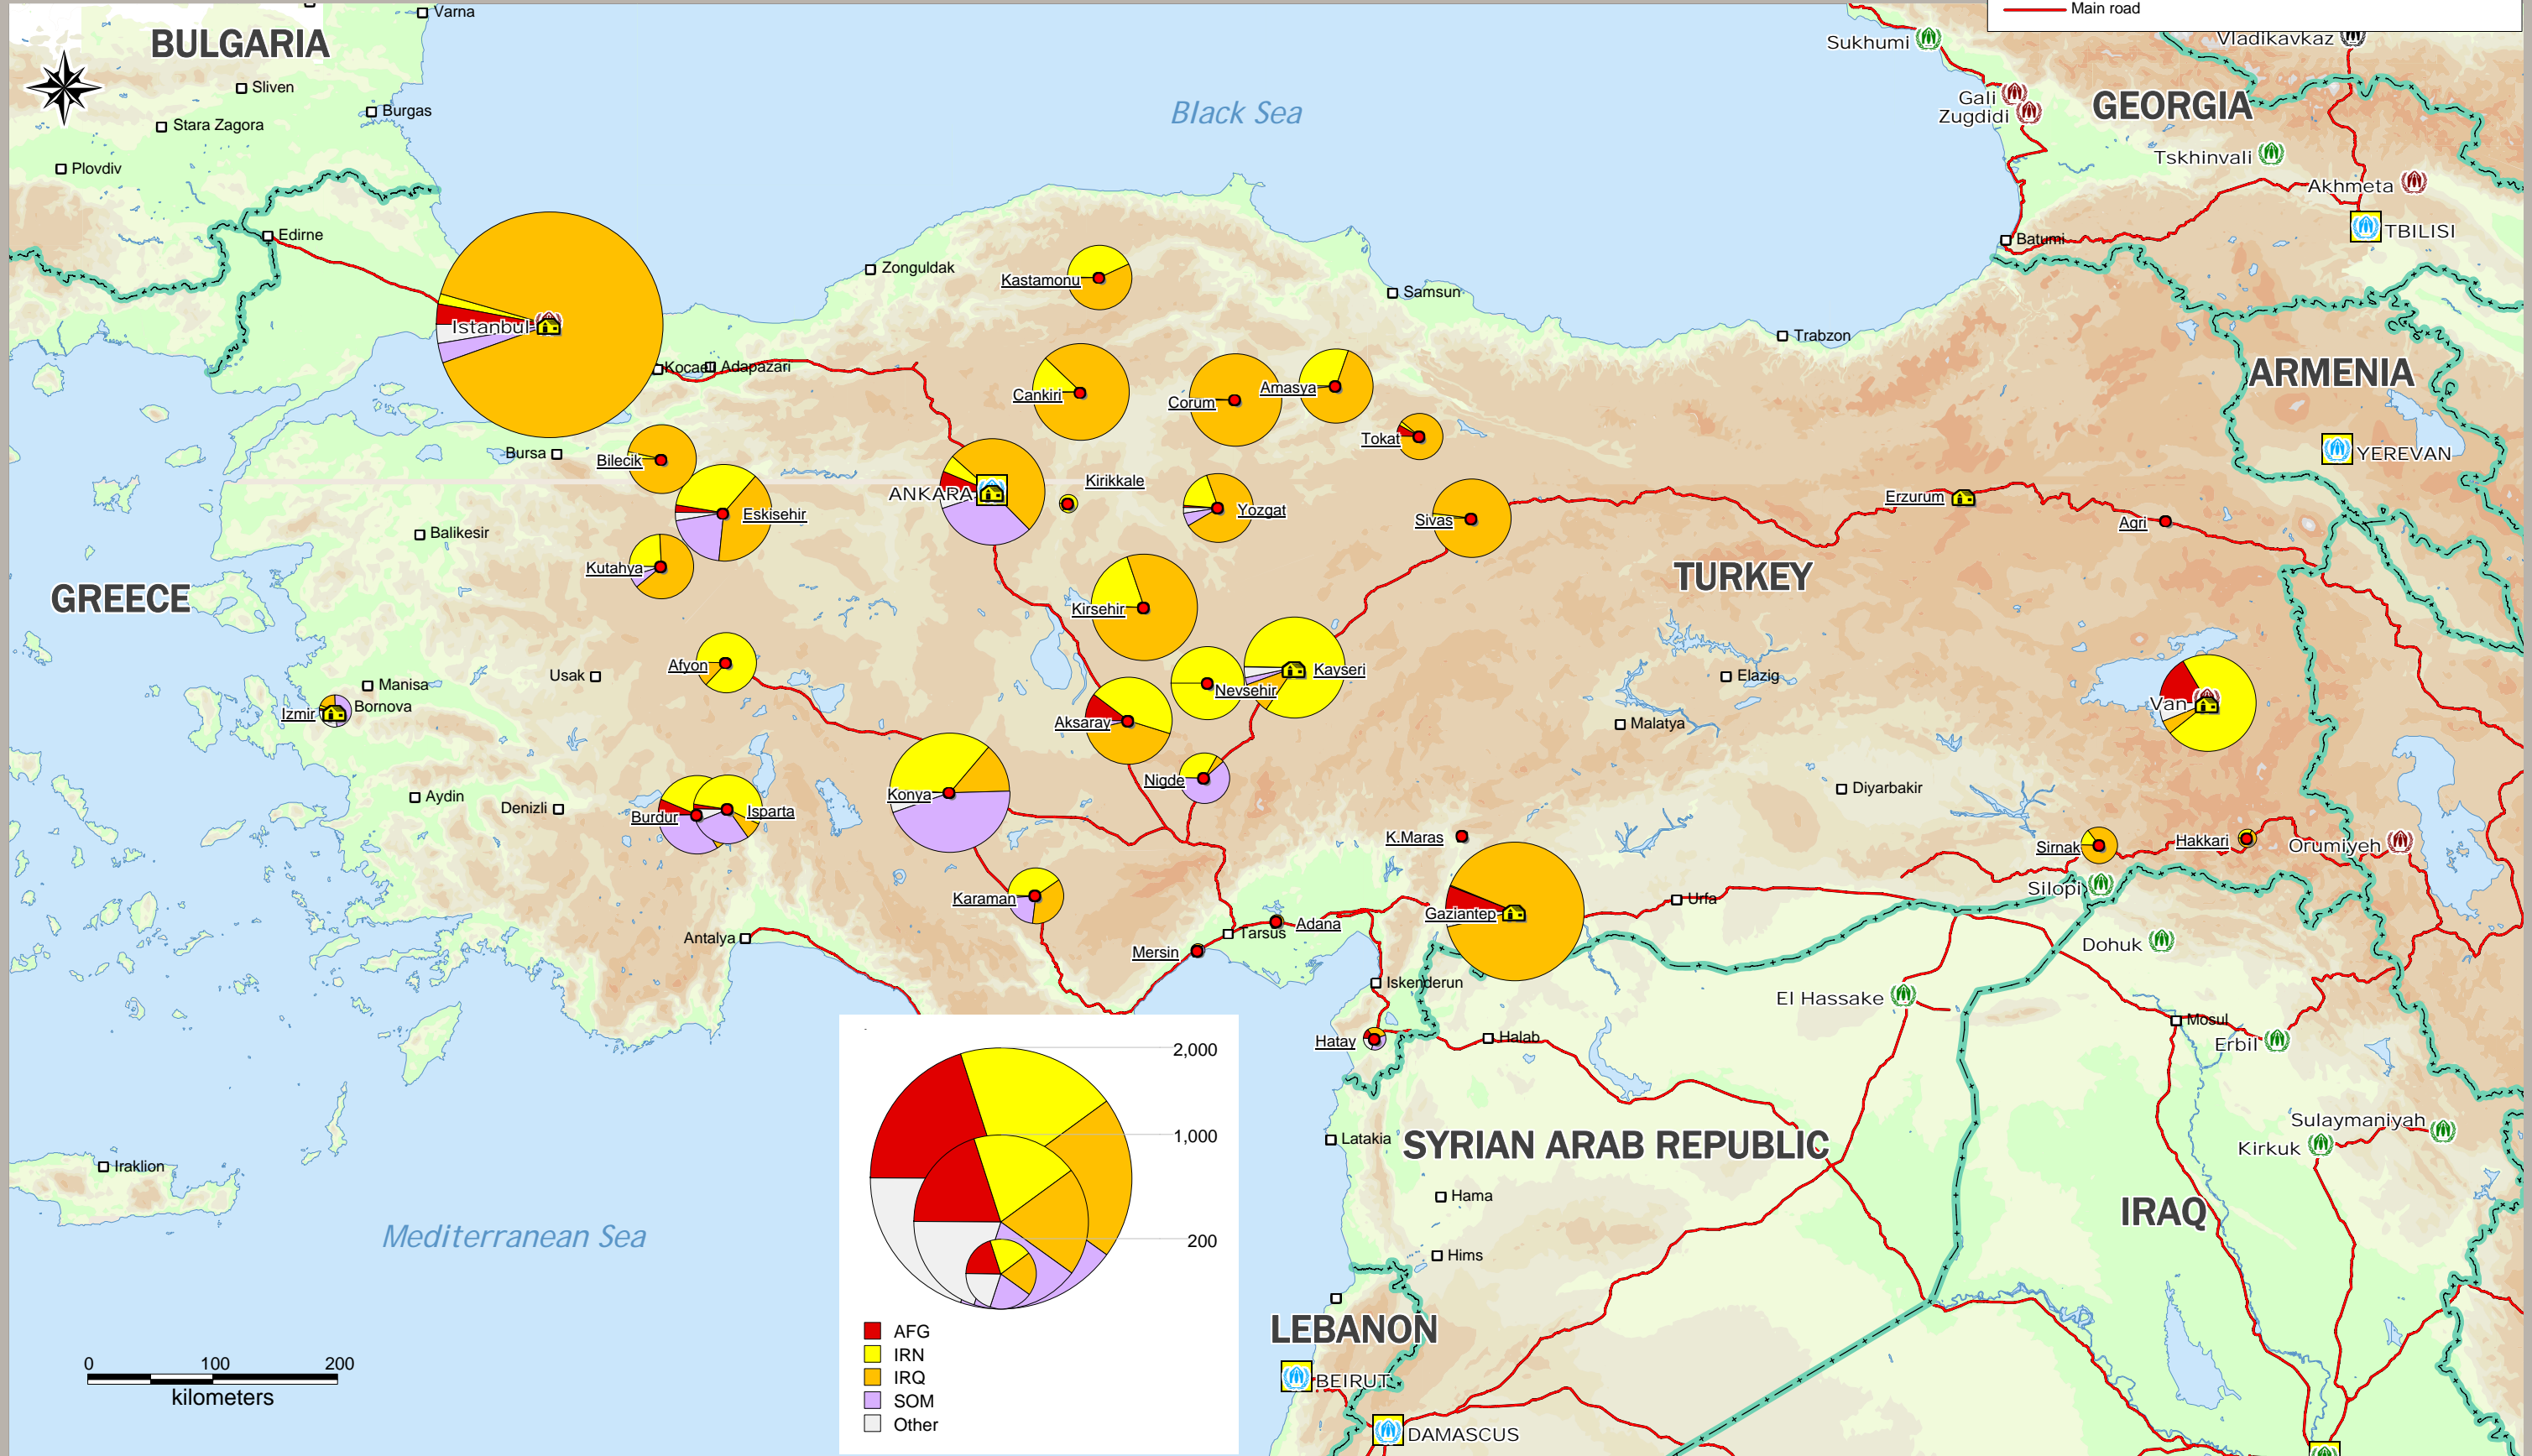 Main road
Varna
BULGARIA
Sukhumi
Vladikavkaz
Sliven
Burgas
Gali
GEORGIA
Black Sea
Zugdidi
Stara Zagora
Tskhinvali
Plovdiv
Akhmeta
TBILISI
Edirne
Batumi
Zonguldak
Kastamonu
Samsun
Istanbul
Trabzon
Kocaeli
Adapazari
ARMENIA
Cankiri
Corum
Amasya
Tokat
Bursa
Bilecik
YEREVAN
Kirikkale
ANKARA
Erzurum
Eskisehir
Yozgat
Sivas
Agri
Balikesir
Kutahya
TURKEY
GREECE
Kirsehir
Afyon
Usak
Kayseri
Elazig
Manisa
Nevsehir
Bornova
Izmir
Van
Aksaray
Malatya
Nigde
Diyarbakir
Konya
Aydin
Denizli
Isparta
Burdur
K.Maras
Hakkari
Sirnak
Orumiyeh
Silopi
Karaman
Urfa
Gaziantep
Adana
Tarsus
Antalya
Dohuk
Mersin
Iskenderun
El Hassake
Mosul
Halab
Hatay
Erbil
2,000
1,000
200
Sulaymaniyah
Latakia
SYRIAN ARAB REPUBLIC
Kirkuk
Iraklion
Hama
IRAQ
Mediterranean Sea
Hims
LEBANON
AFG
IRN
IRQ
SOM
Other
0 100 200
kilometers
BEIRUT
DAMASCUS